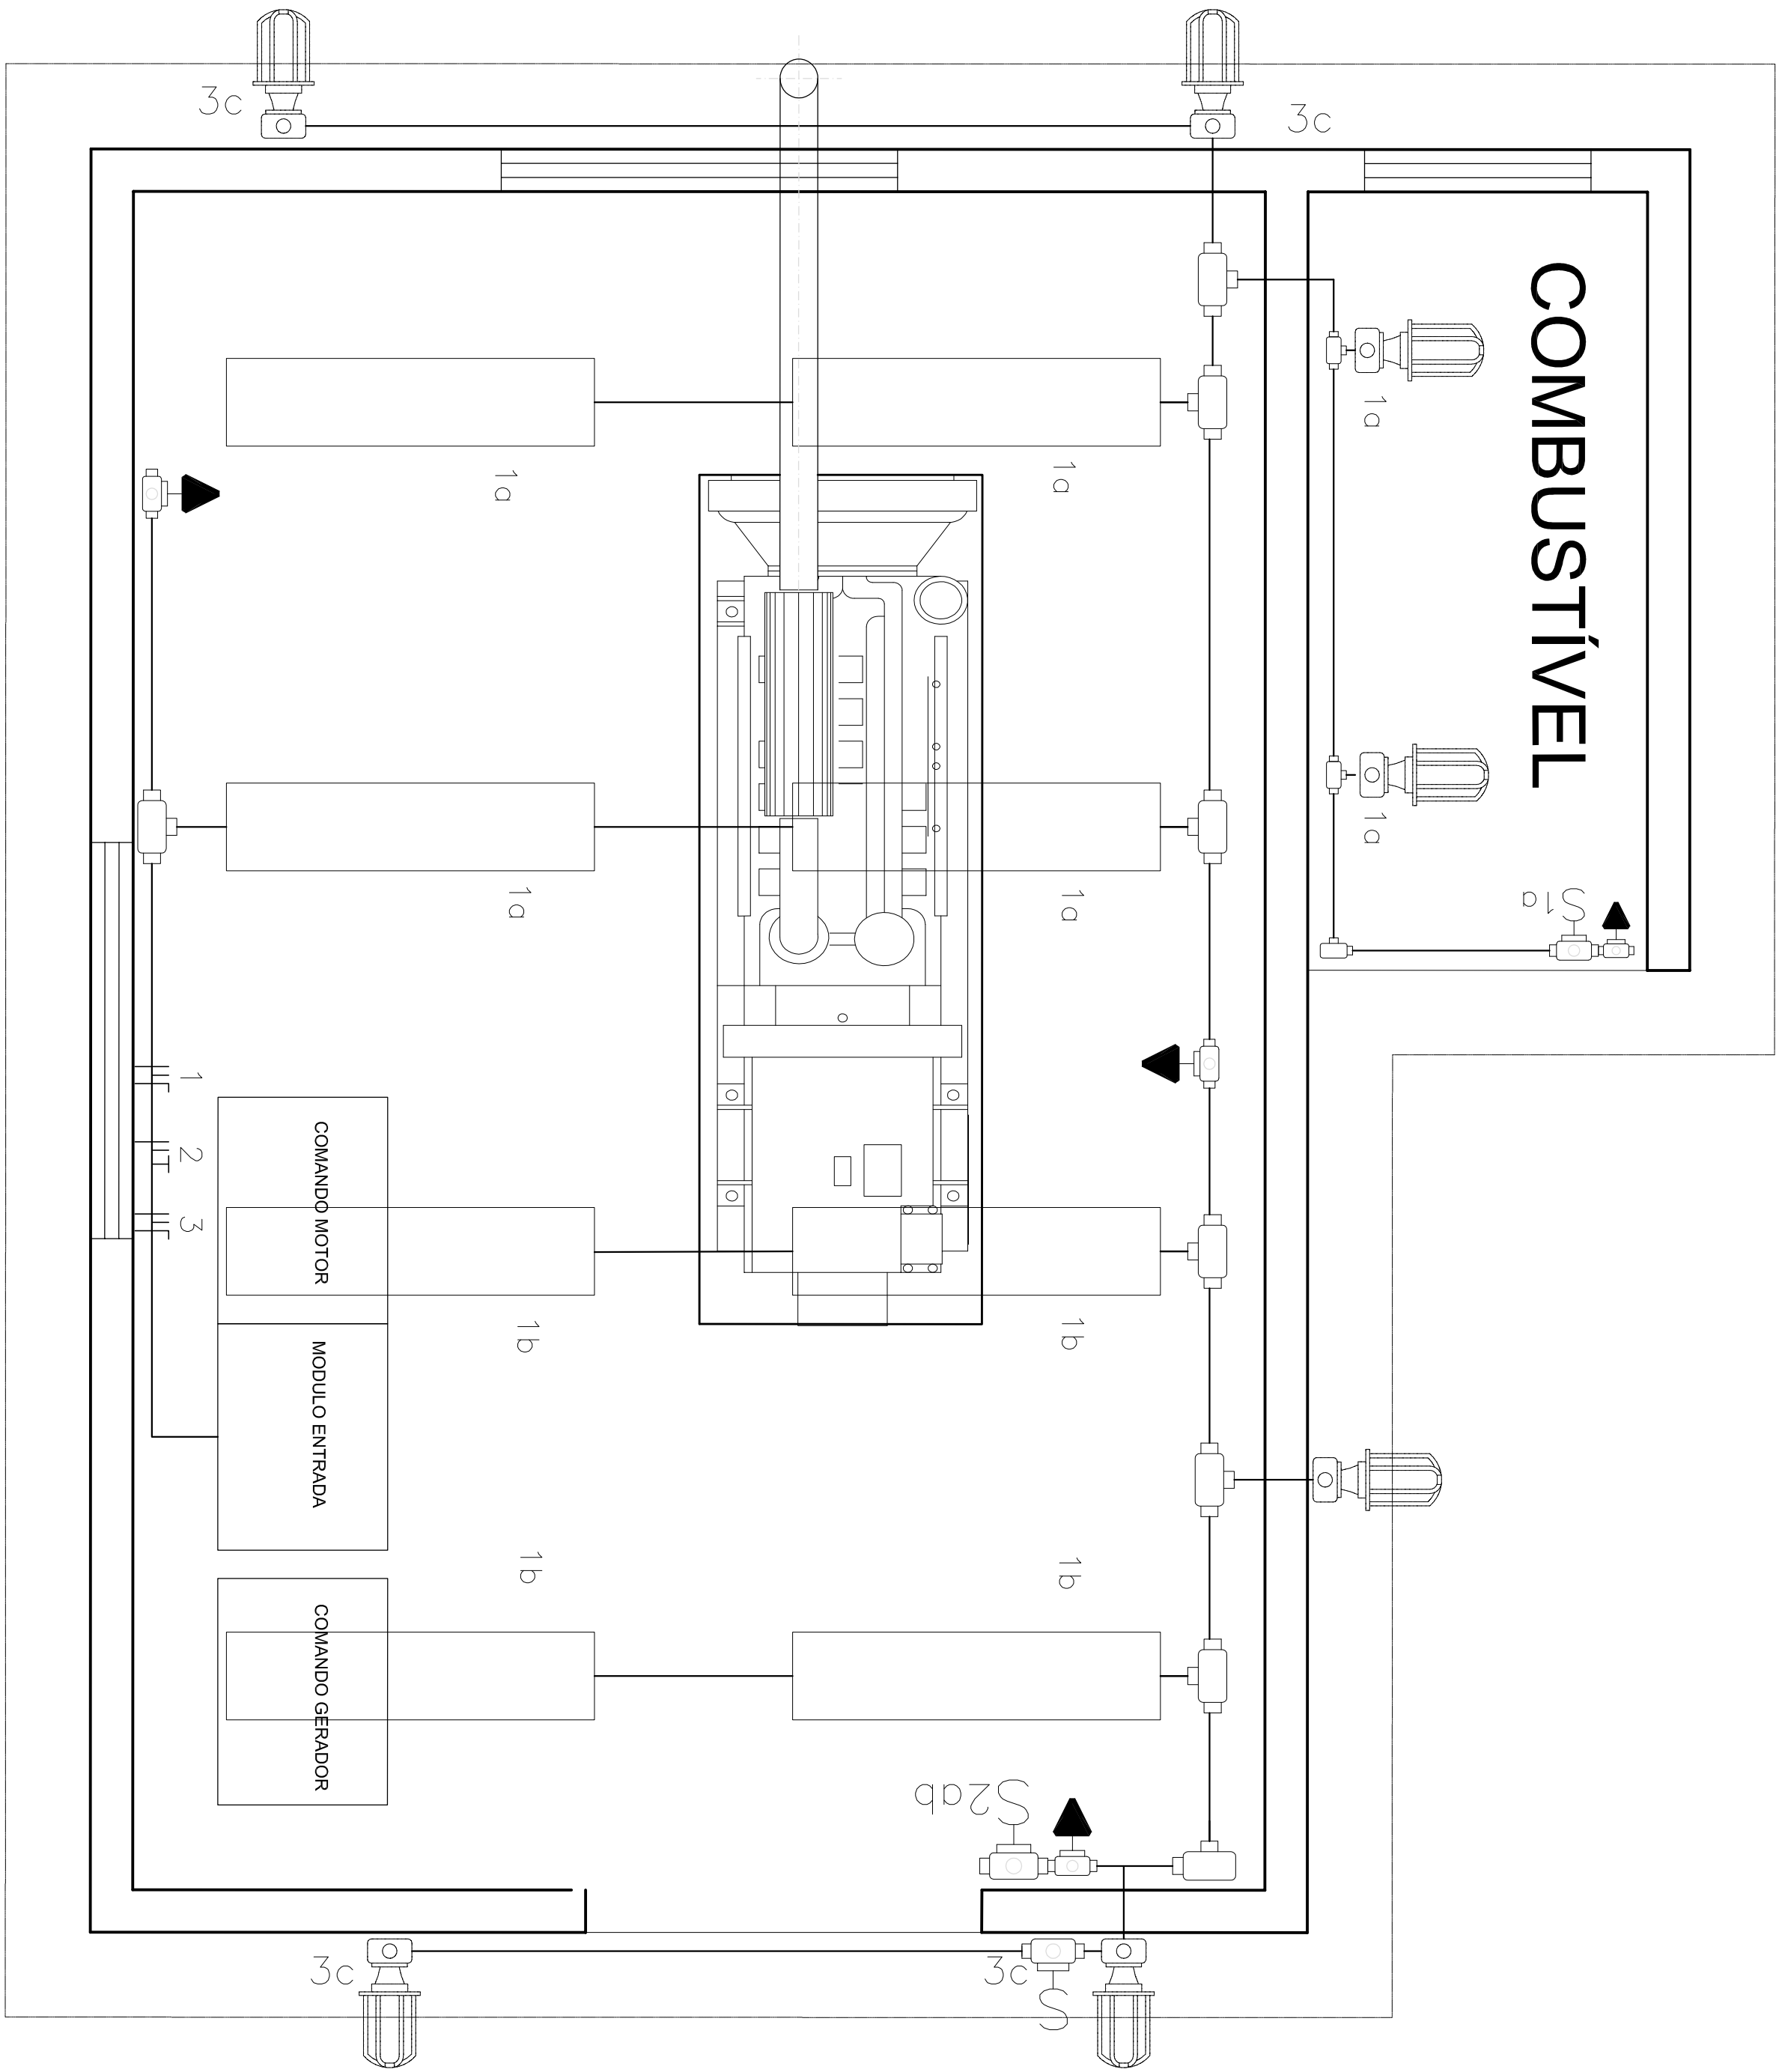 3c
3c
COMBUSTÍVEL
1a
1a
1a
1a
S1a
1a
1a
1
2
3
COMANDO MOTOR
1b
1b
MODULO ENTRADA
1b
1b
COMANDO GERADOR
S2ab
3c
3c
S